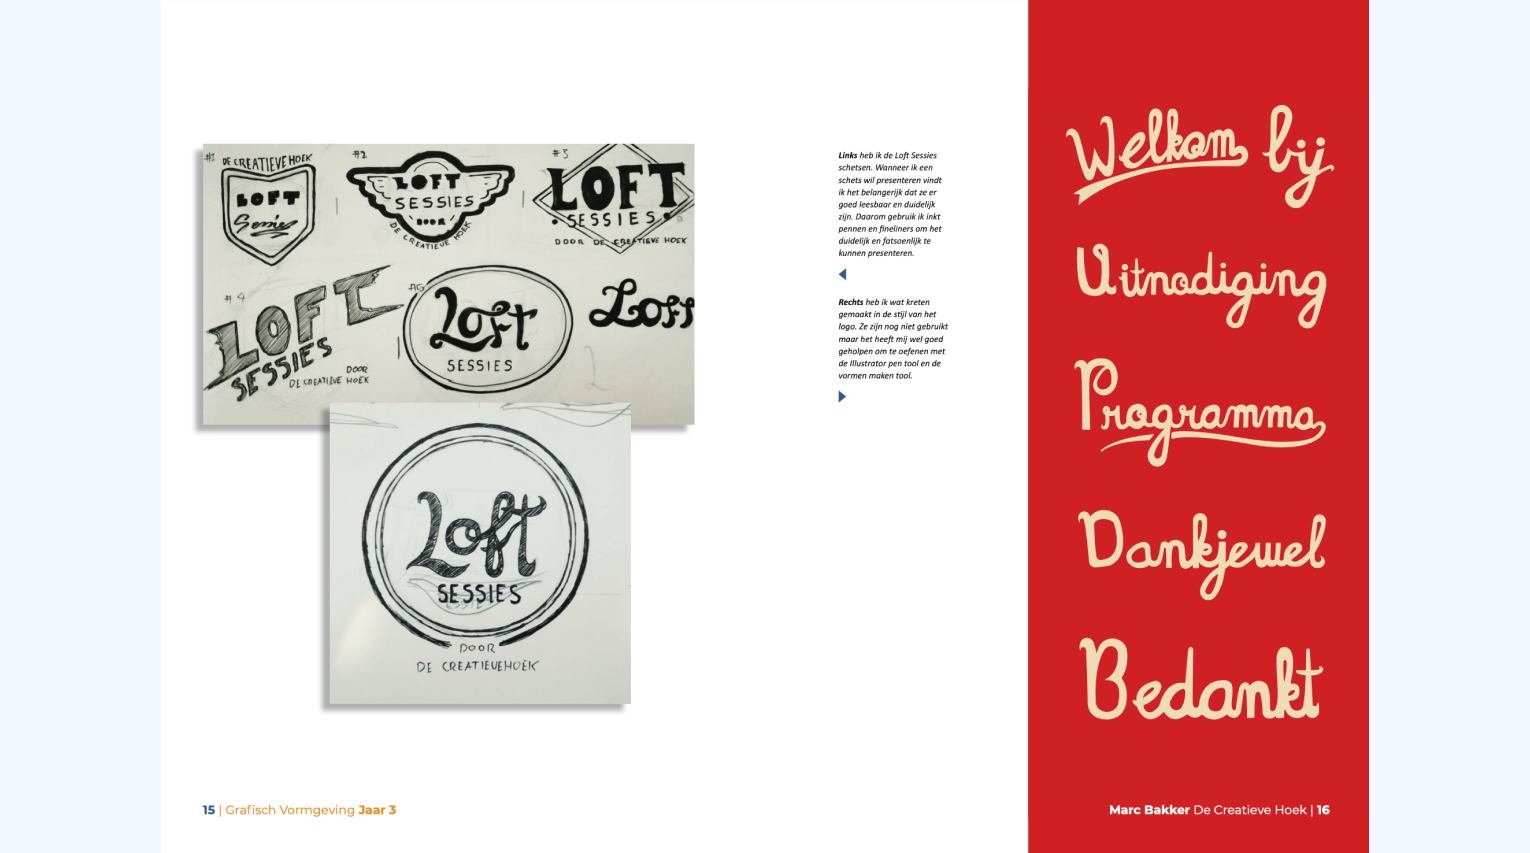 #1
DE CREATIEVE HOEK
LOFT
Sessies
#2
LOFT
SESSIES
DOOR
DE CREATIEVE HOEK
#3
LOFT
SESSIES
DOOR DE CREATIEVE HOEK
#4
LOFT
SESSIES
DOOR
DE CREATIEVE HOEK
Loft
SESSIES
Loft
Loft
SESSIES
DOOR
DE CREATIEVEHOEK
Links heb ik de Loft Sessies
schetsen. Wanneer ik een
schets wil presenteren vindt
ik het belangerijk dat ze er
goed leesbaar en duidelijk
zijn. Daarom gebruik ik inkt
pennen en fineliners om het
duidelijk en fatsoenlijk te
kunnen presenteren.
Rechts heb ik wat kreten
gemaakt in de stijl van het
logo. Ze zijn nog niet gebruikt
maar het heeft mij wel goed
geholpen om te oefenen met
de Illustrator pen tool en de
vormen maken tool.
Welkom bij
Uitnodiging
Programma
Dankjewel
Bedankt
15 | Grafisch Vormgeving Jaar 3
Marc Bakker De Creatieve Hoek | 16